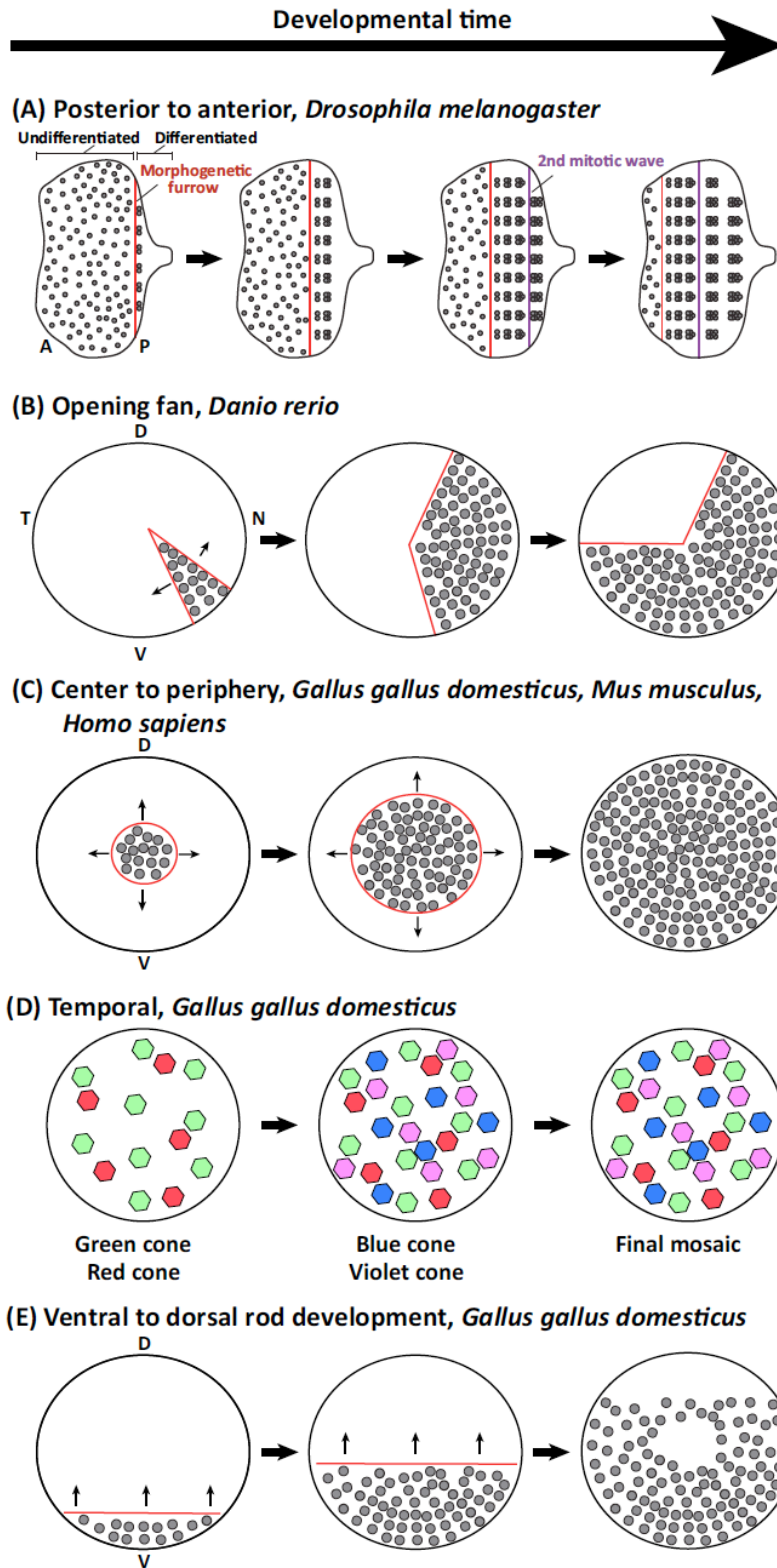 Developmental time
(A) Posterior to anterior, Drosophila melanogaster
Undifferentiated Differentiated
Morphogenetic
furrow
2nd mitotic wave
A P
(B) Opening fan, Danio rerio
D
T N
V
(C) Center to periphery, Gallus gallus domesticus, Mus musculus,
Homo sapiens
D
V
(D) Temporal, Gallus gallus domesticus
Green cone
Red cone
Blue cone
Violet cone
Final mosaic
(E) Ventral to dorsal rod development, Gallus gallus domesticus
D
V